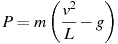 P = m ( v² / L − g )